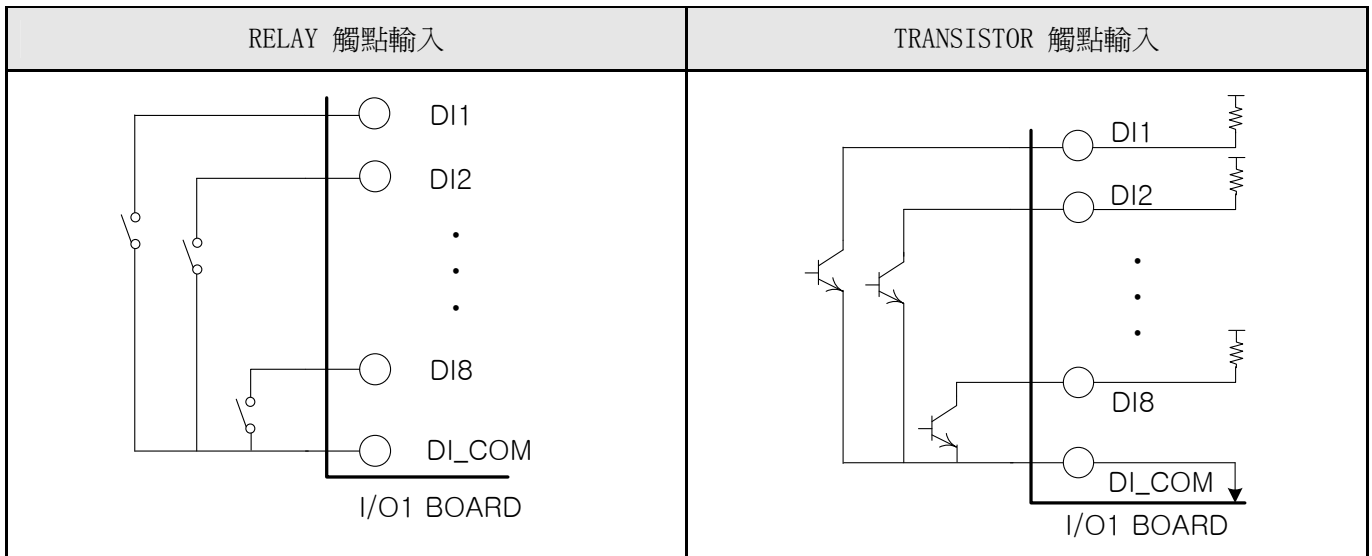 RELAY 觸點輸入
TRANSISTOR 觸點輸入
DI1
DI2
DI8
DI_COM
I/O1 BOARD
DI1
DI2
DI8
DI_COM
I/O1 BOARD